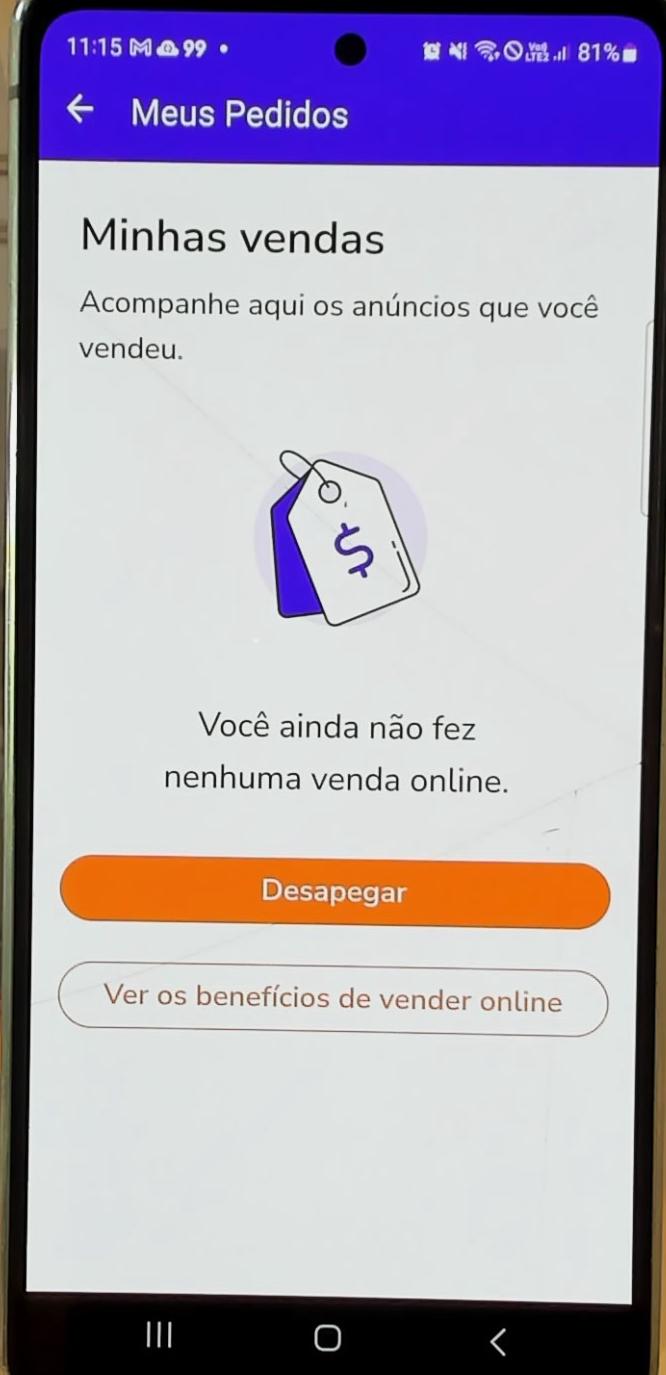 11:15 99 81%
Meus Pedidos
Minhas vendas
Acompanhe aqui os anúncios que você
vendeu.
$
Você ainda não fez
nenhuma venda online.
Desapegar
Ver os benefícios de vender online